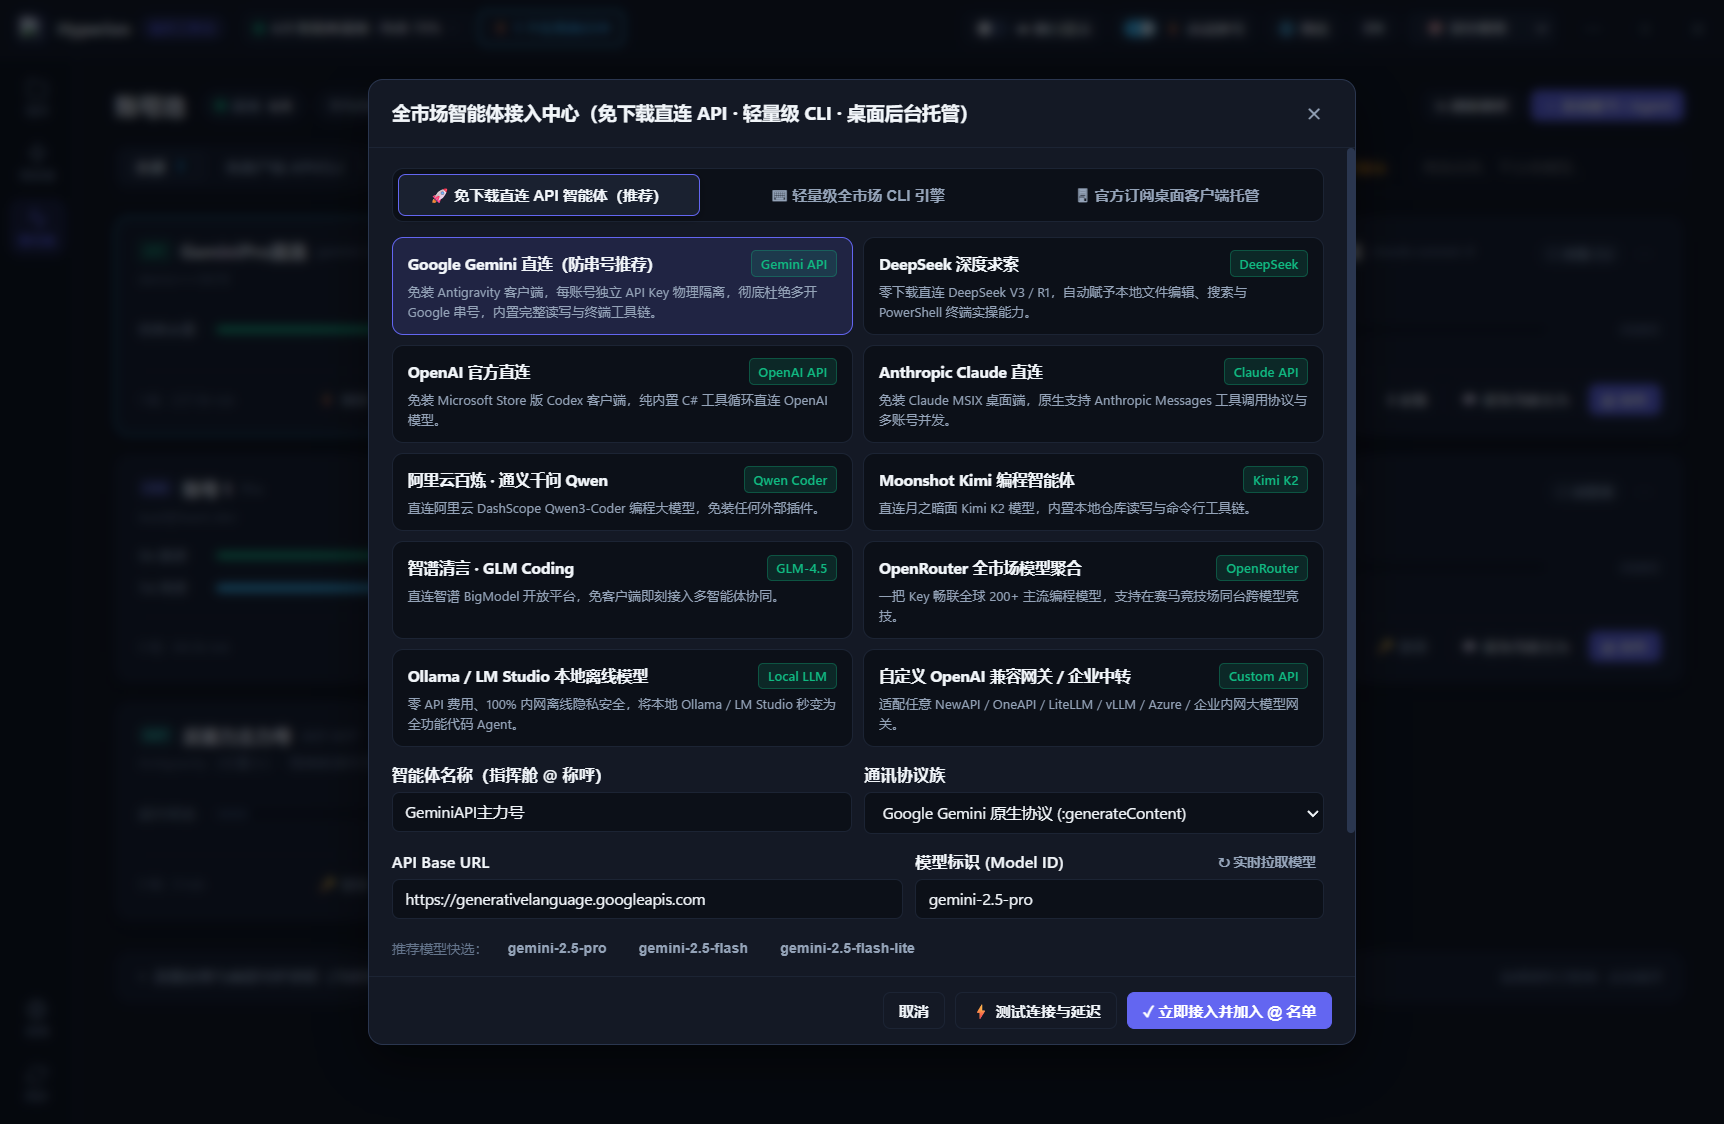 全市场智能体接入中心（免下载直连 API · 轻量级 CLI · 桌面后台托管）
✕
🚀 免下载直连 API 智能体（推荐）
轻量级全市场 CLI 引擎
官方订阅桌面客户端托管
Google Gemini 直连（防串号推荐）
Gemini API
免装 Antigravity 客户端，每账号独立 API Key 物理隔离，彻底杜绝多开
Google 串号，内置完整读写与终端工具链。
DeepSeek 深度求索
DeepSeek
零下载直连 DeepSeek V3 / R1，自动赋予本地文件编辑、搜索与
PowerShell 终端实操能力。
OpenAI 官方直连
OpenAI API
免装 Microsoft Store 版 Codex 客户端，纯内置 C# 工具循环直连 OpenAI
模型。
Anthropic Claude 直连
Claude API
免装 Claude MSIX 桌面端，原生支持 Anthropic Messages 工具调用协议与
多账号并发。
阿里云百炼 · 通义千问 Qwen
Qwen Coder
直连阿里云 DashScope Qwen3-Coder 编程大模型，免装任何外部插件。
Moonshot Kimi 编程智能体
Kimi K2
直连月之暗面 Kimi K2 模型，内置本地仓库读写与命令行工具链。
智谱清言 · GLM Coding
GLM-4.5
直连智谱 BigModel 开放平台，免客户端即刻接入多智能体协同。
OpenRouter 全市场模型聚合
OpenRouter
一把 Key 畅联全球 200+ 主流编程模型，支持在赛马竞技场同台跨模型竞
技。
Ollama / LM Studio 本地离线模型
Local LLM
零 API 费用、100% 内网离线隐私安全，将本地 Ollama / LM Studio 秒变为
全功能代码 Agent。
自定义 OpenAI 兼容网关 / 企业中转
Custom API
适配任意 NewAPI / OneAPI / LiteLLM / vLLM / Azure / 企业内网大模型网
关。
智能体名称（指挥舱 @ 称呼）
通讯协议族
GeminiAPI主力号
Google Gemini 原生协议 (:generateContent)
API Base URL
模型标识 (Model ID)
↻ 实时拉取模型
https://generativelanguage.googleapis.com
gemini-2.5-pro
推荐模型快选：
gemini-2.5-pro
gemini-2.5-flash
gemini-2.5-flash-lite
取消
⚡ 测试连接与延迟
✓ 立即接入并加入 @ 名单